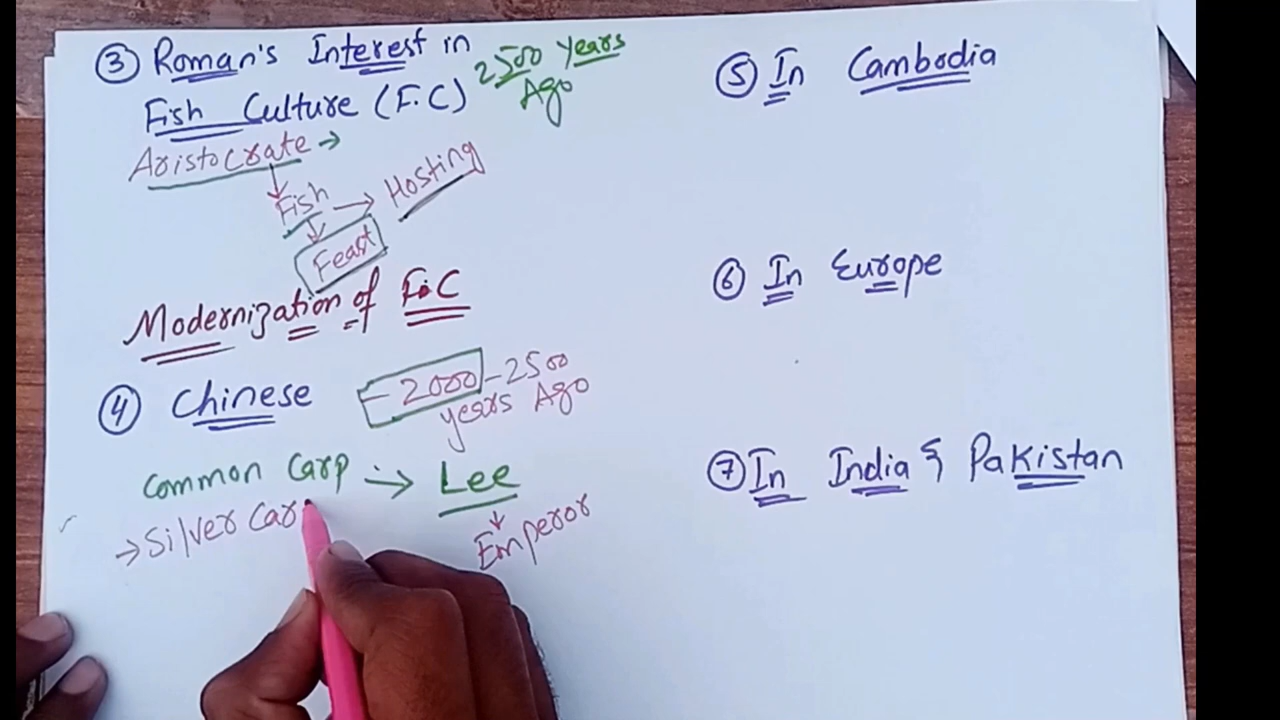 ③ Roman's Interest in
Fish Culture (F.C)
2500 years
Ago
Aristocrate →
Fish → Hosting
Feast
Modernization of F.C
④ Chinese
- 2000 - 2500
years Ago
Common Carp → Lee
→ Silver Car
Emperor
⑤ In Cambodia
⑥ In Europe
⑦ In India & Pakistan